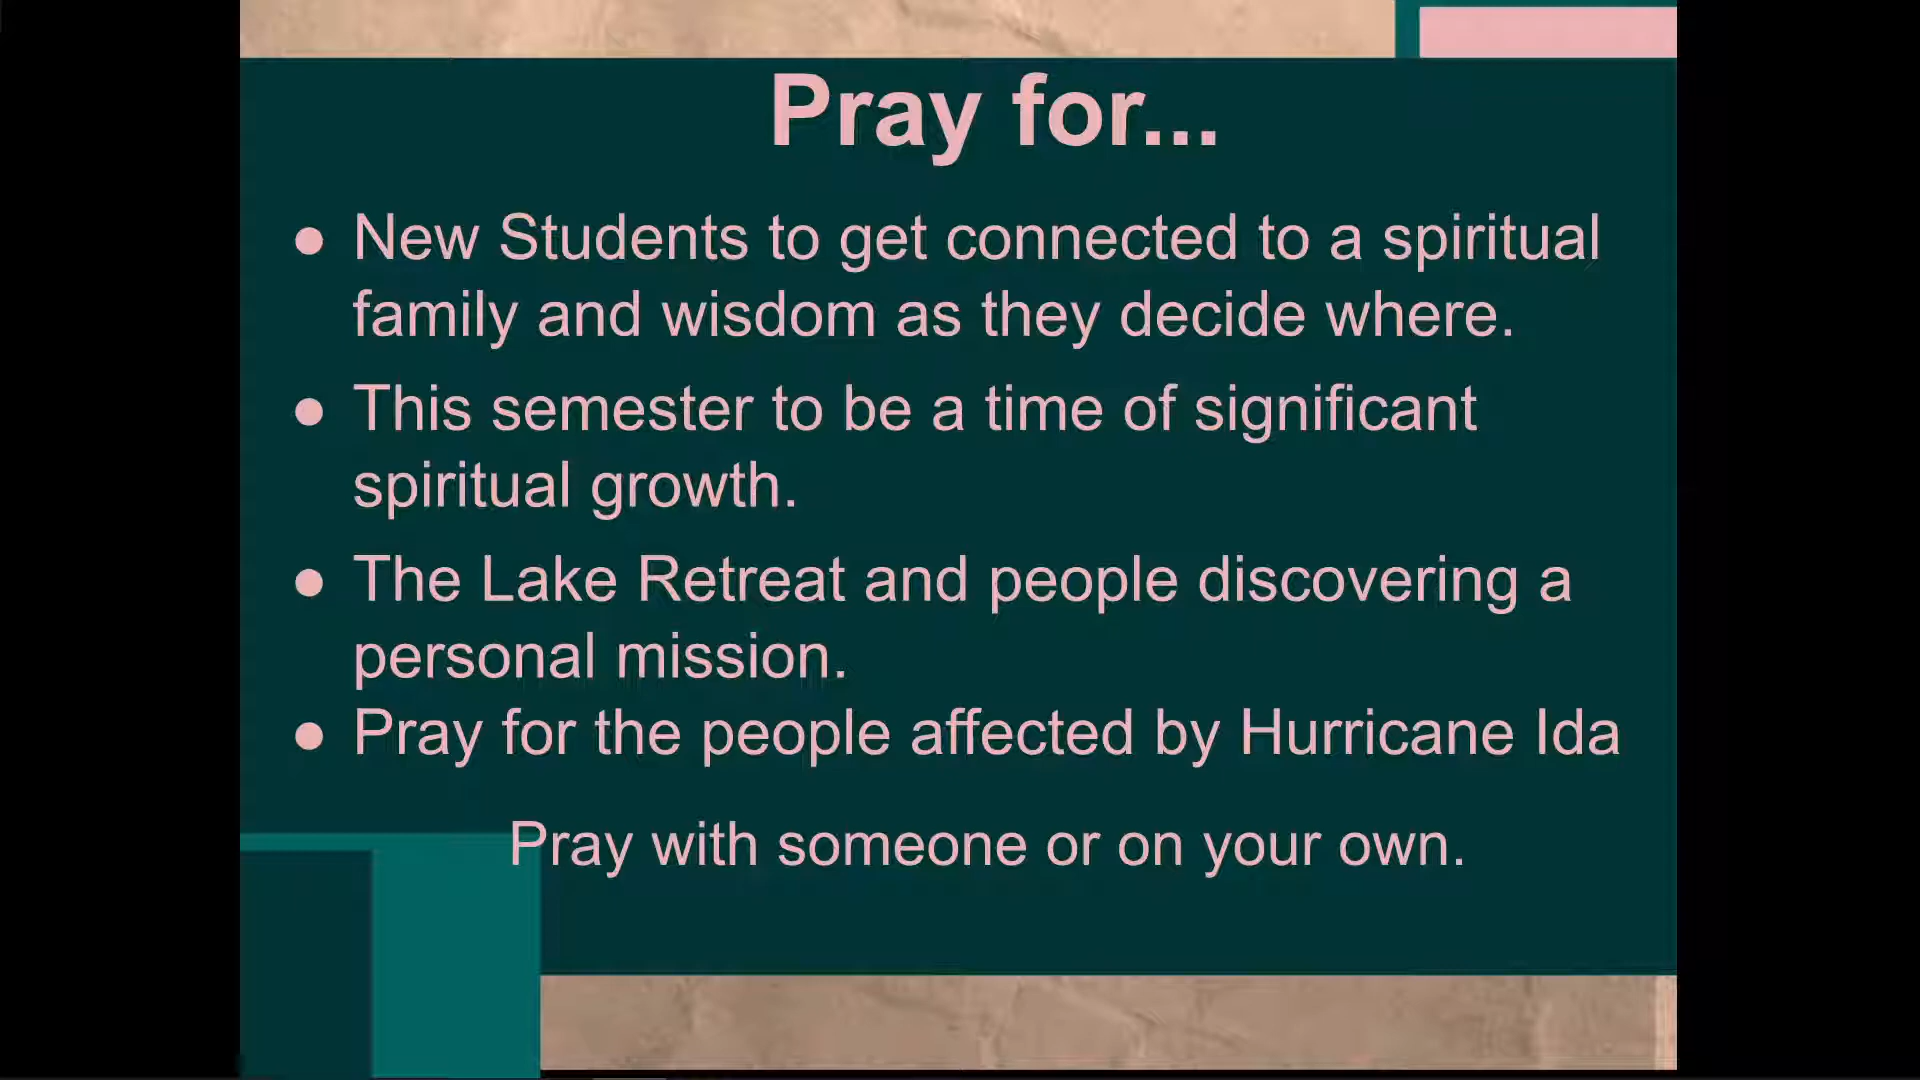 Pray for...
● New Students to get connected to a spiritual
family and wisdom as they decide where.
● This semester to be a time of significant
spiritual growth.
● The Lake Retreat and people discovering a
personal mission.
● Pray for the people affected by Hurricane Ida
Pray with someone or on your own.